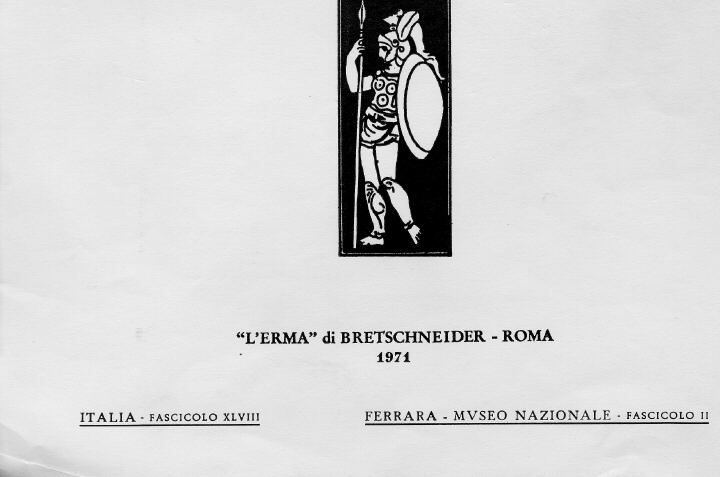 “L’ERMA” di BRETSCHNEIDER - ROMA
1971
ITALIA - FASCICOLO XLVIII
FERRARA - MVSEO NAZIONALE - FASCICOLO II